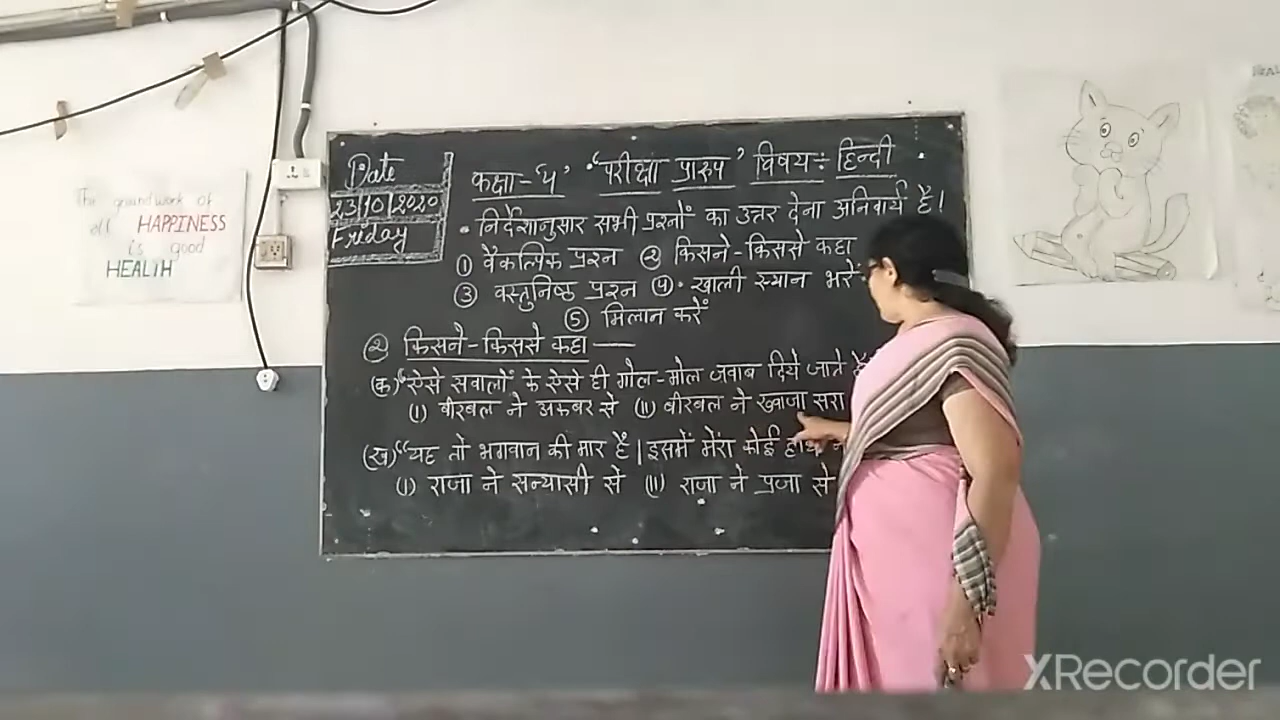 The groundwork of
all HAPPINESS
is good
HEALTH
Date
23/10/2020
Friday
कक्षा-५' "परीक्षा प्रारूप" विषय÷ हिन्दी
• निर्देशानुसार सभी प्रश्नों का उत्तर देना अनिवार्य है।
① वैकल्पिक प्रश्न ② किसने-किससे कहा
③ वस्तुनिष्ठ प्रश्न ④• खाली स्थान भरें
⑤ मिलान करें
② किसने-किससे कहा —
(क) "ऐसे सवालों के ऐसे ही गोल-मोल जवाब दिये जाते हैं
(i) बीरबल ने अकबर से (ii) बीरबल ने ख्वाजा सरा
(ख) "यह तो भगवान की मार है। इसमें मेरा कोई हाथ
(i) राजा ने सन्यासी से (ii) राजा ने प्रजा से
XRecorder